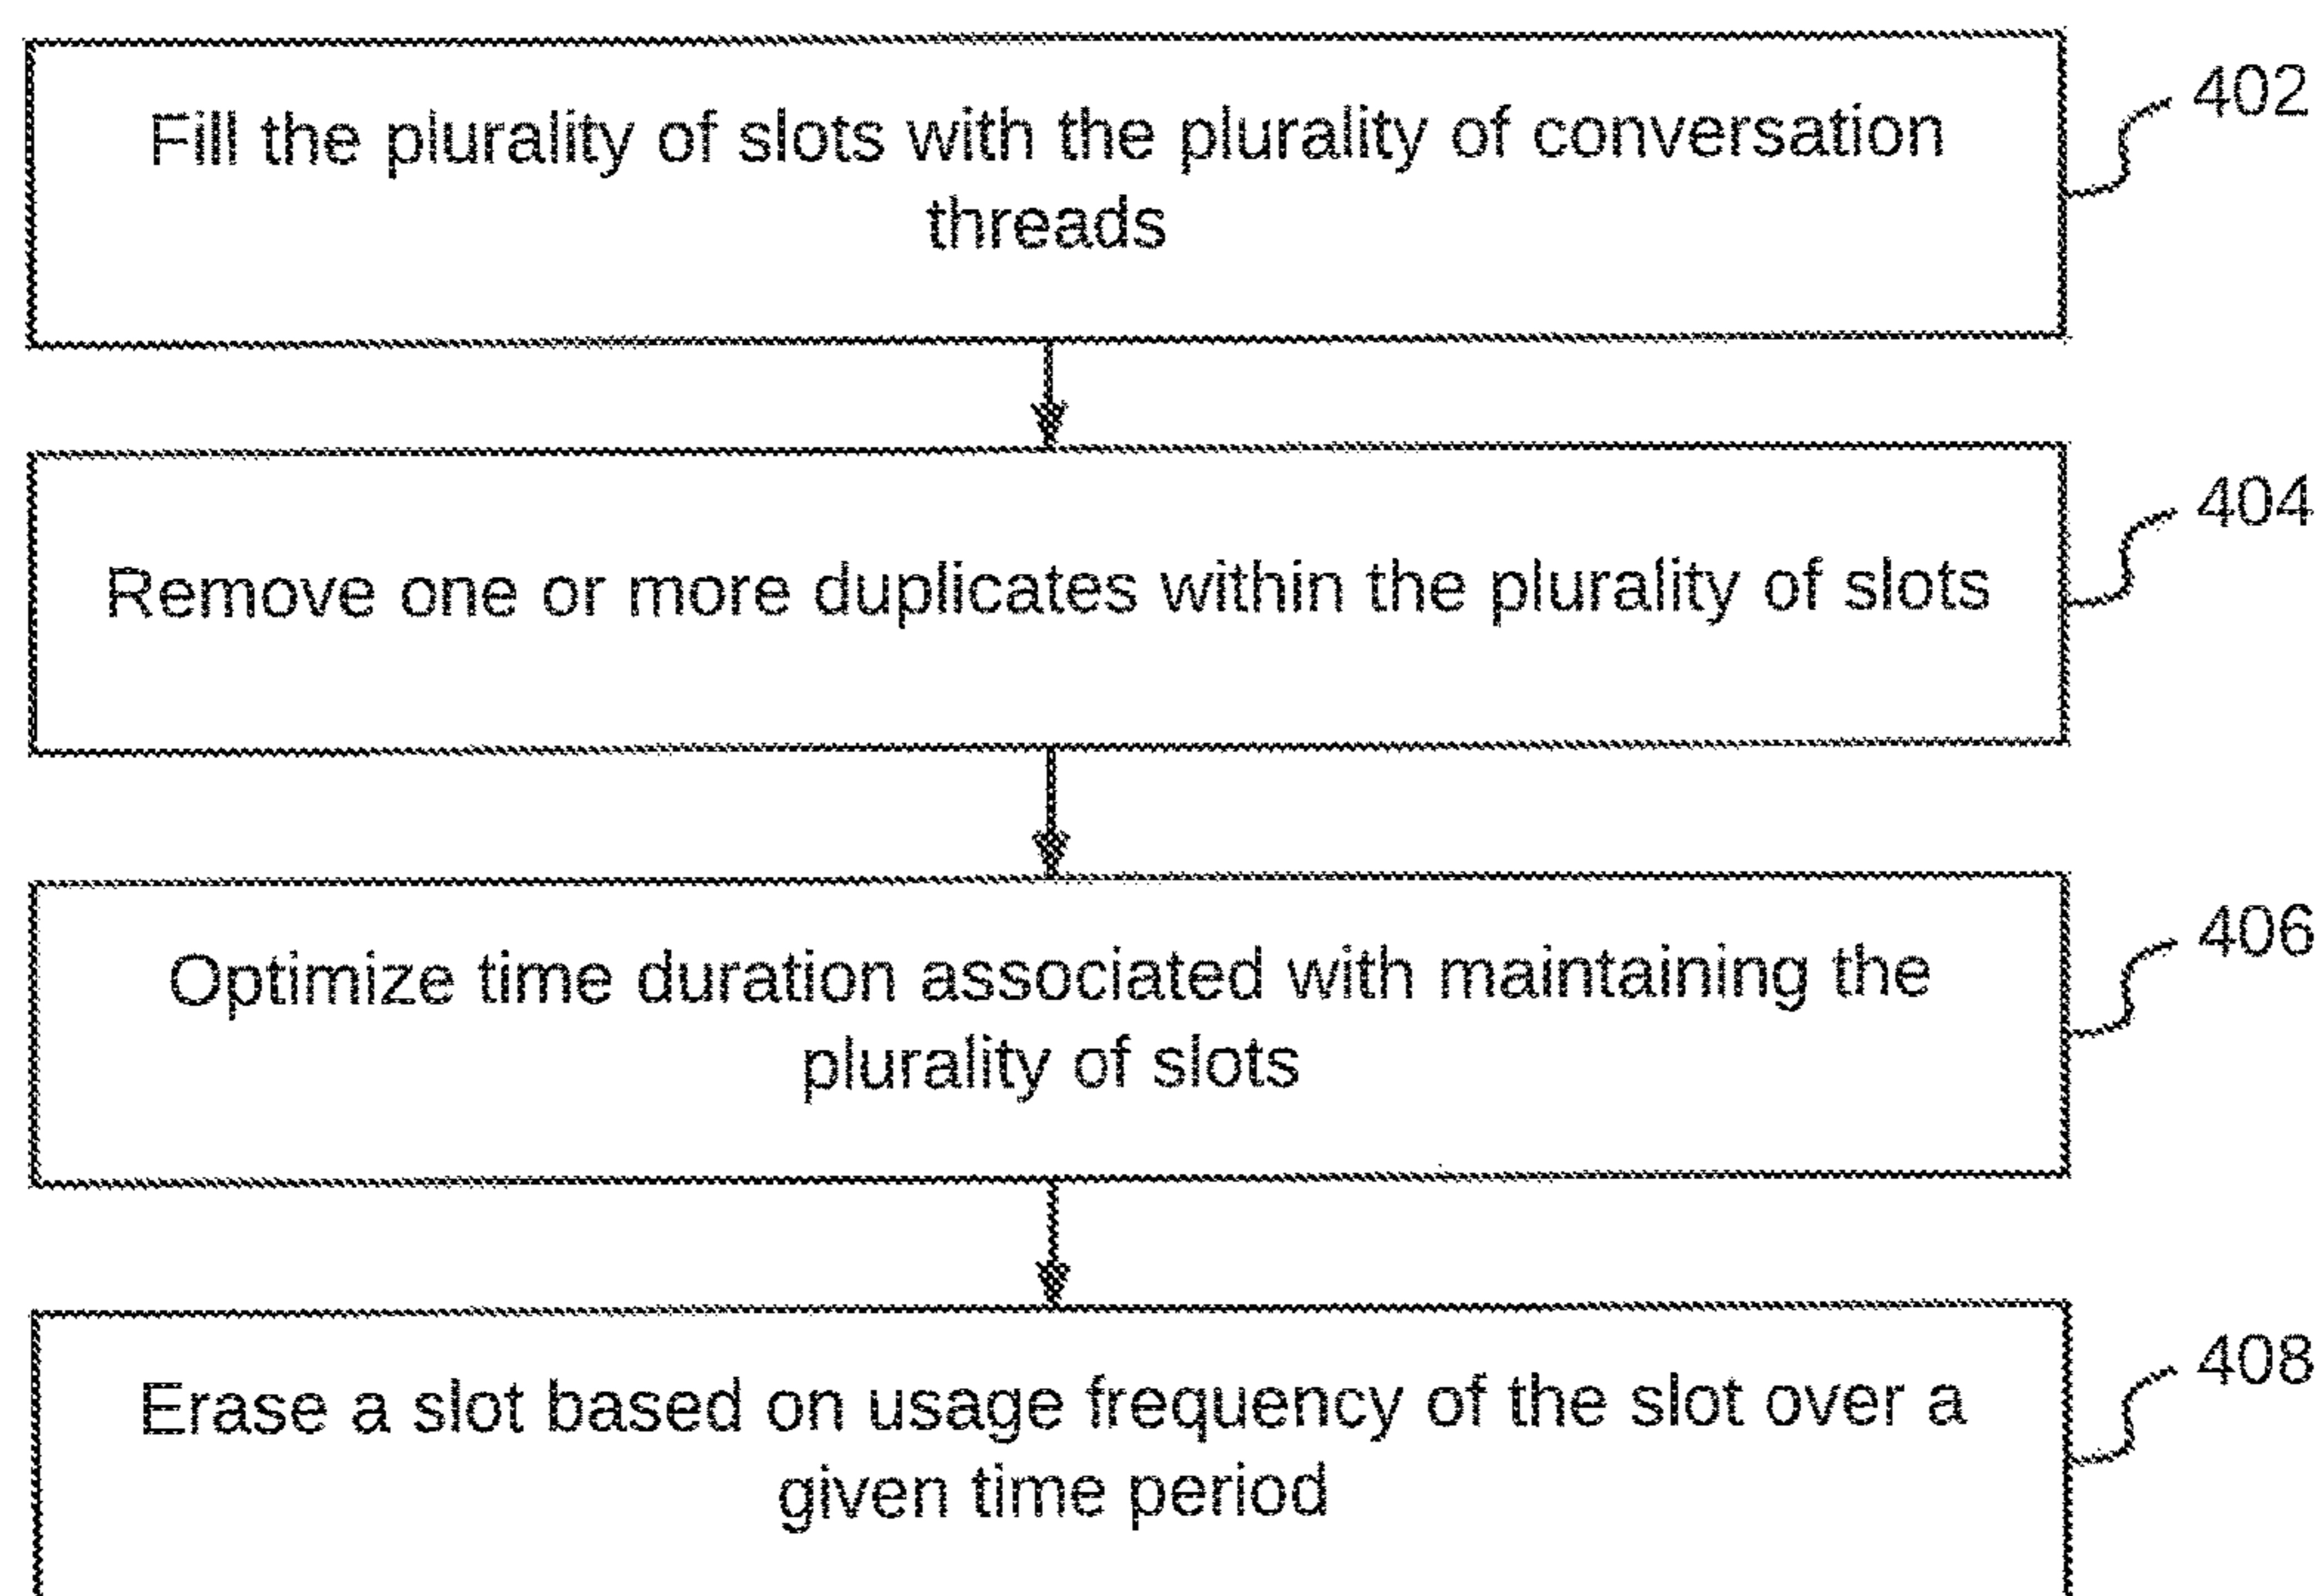 Fill the plurality of slots with the plurality of conversation
threads
402
Remove one or more duplicates within the plurality of slots
404
Optimize time duration associated with maintaining the
plurality of slots
406
Erase a slot based on usage frequency of the slot over a
given time period
408